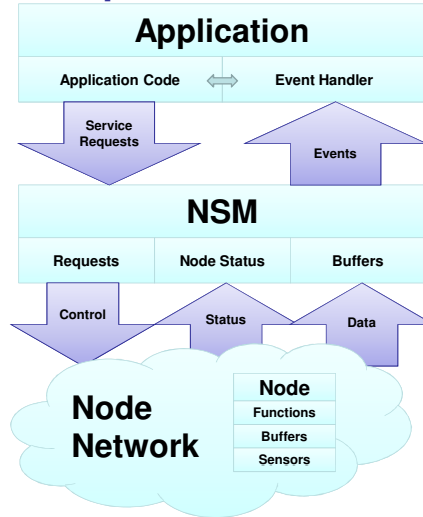 Application
Application Code
Event Handler
Service
Requests
Events
NSM
Requests
Node Status
Buffers
Control
Status
Data
Node
Network
Node
Functions
Buffers
Sensors